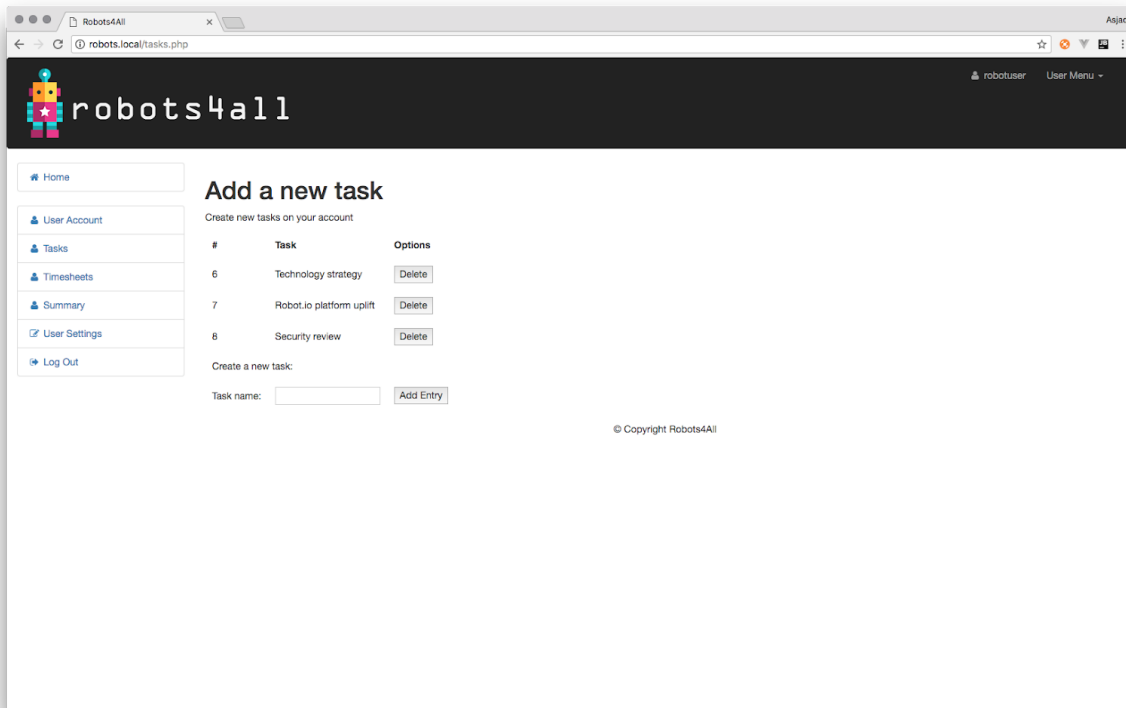 Robots4All
Asjad
robots.local/tasks.php
robotuser User Menu
robots4all
Home
User Account
Tasks
Timesheets
Summary
User Settings
Log Out
Add a new task
Create new tasks on your account
# Task Options
6 Technology strategy Delete
7 Robot.io platform uplift Delete
8 Security review Delete
Create a new task:
Task name: Add Entry
© Copyright Robots4All